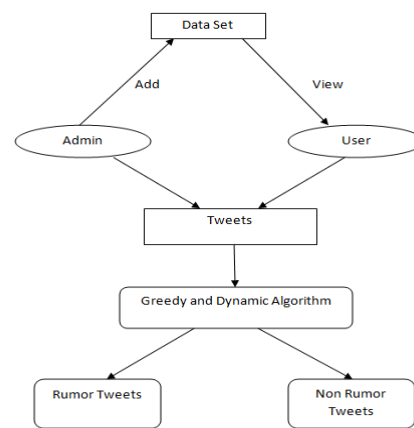 Data Set
Add
View
Admin
User
Tweets
Greedy and Dynamic Algorithm
Rumor Tweets
Non Rumor
Tweets